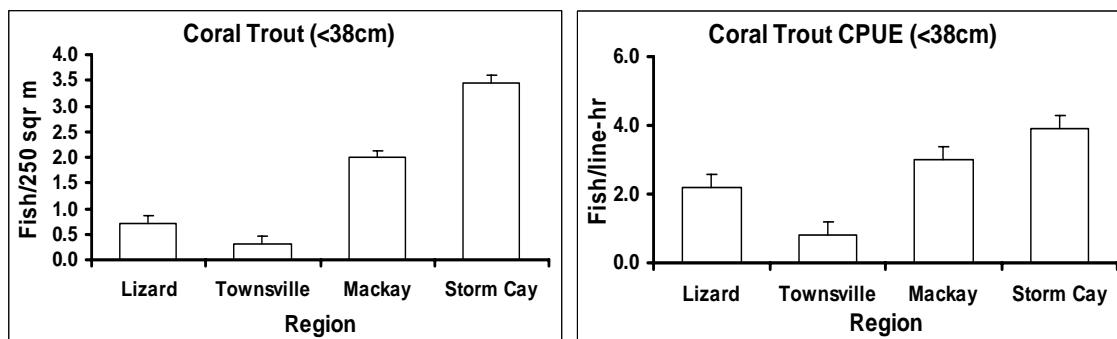 Coral Trout (<38cm)
Fish/250 sqr m
4.0
3.5
3.0
2.5
2.0
1.5
1.0
0.5
0.0
Lizard Townsville Mackay Storm Cay
Region
Coral Trout CPUE (<38cm)
Fish/line-hr
6.0
4.0
2.0
0.0
Lizard Townsville Mackay Storm Cay
Region